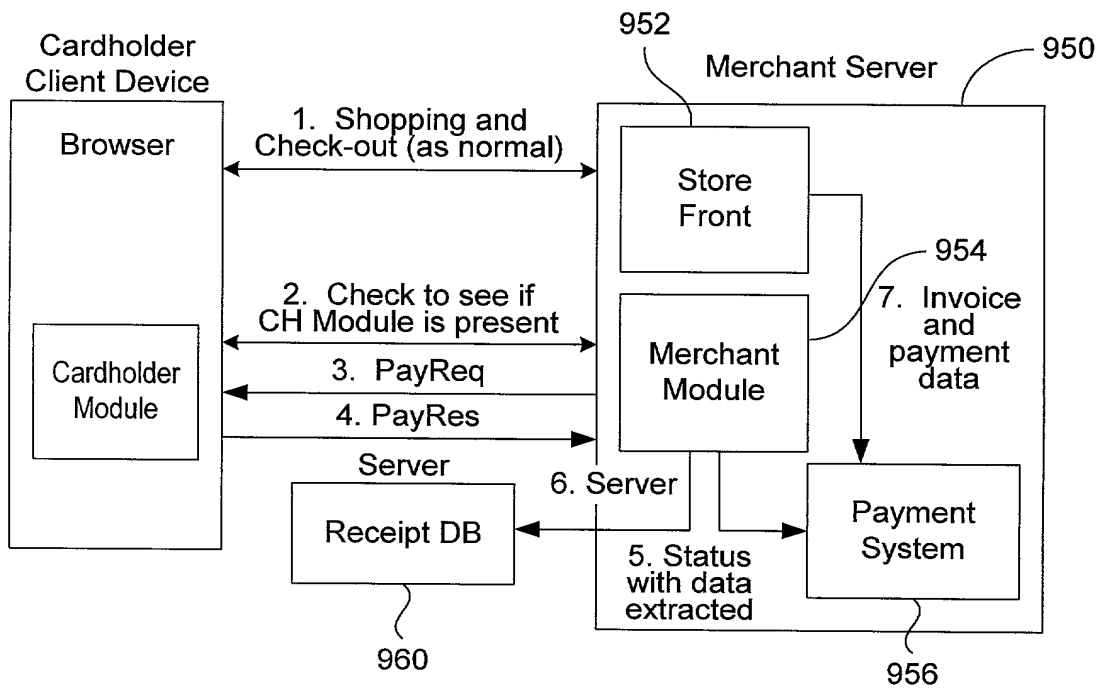 952
950
Cardholder
Client Device
Merchant Server
1. Shopping and
Check-out (as normal)
Browser
Store
Front
954
2. Check to see if
CH Module is present
7. Invoice
and
payment
data
Cardholder
Module
3. PayReq
Merchant
Module
4. PayRes
Server
6. Server
Receipt DB
Payment
System
5. Status
with data
extracted
960
956